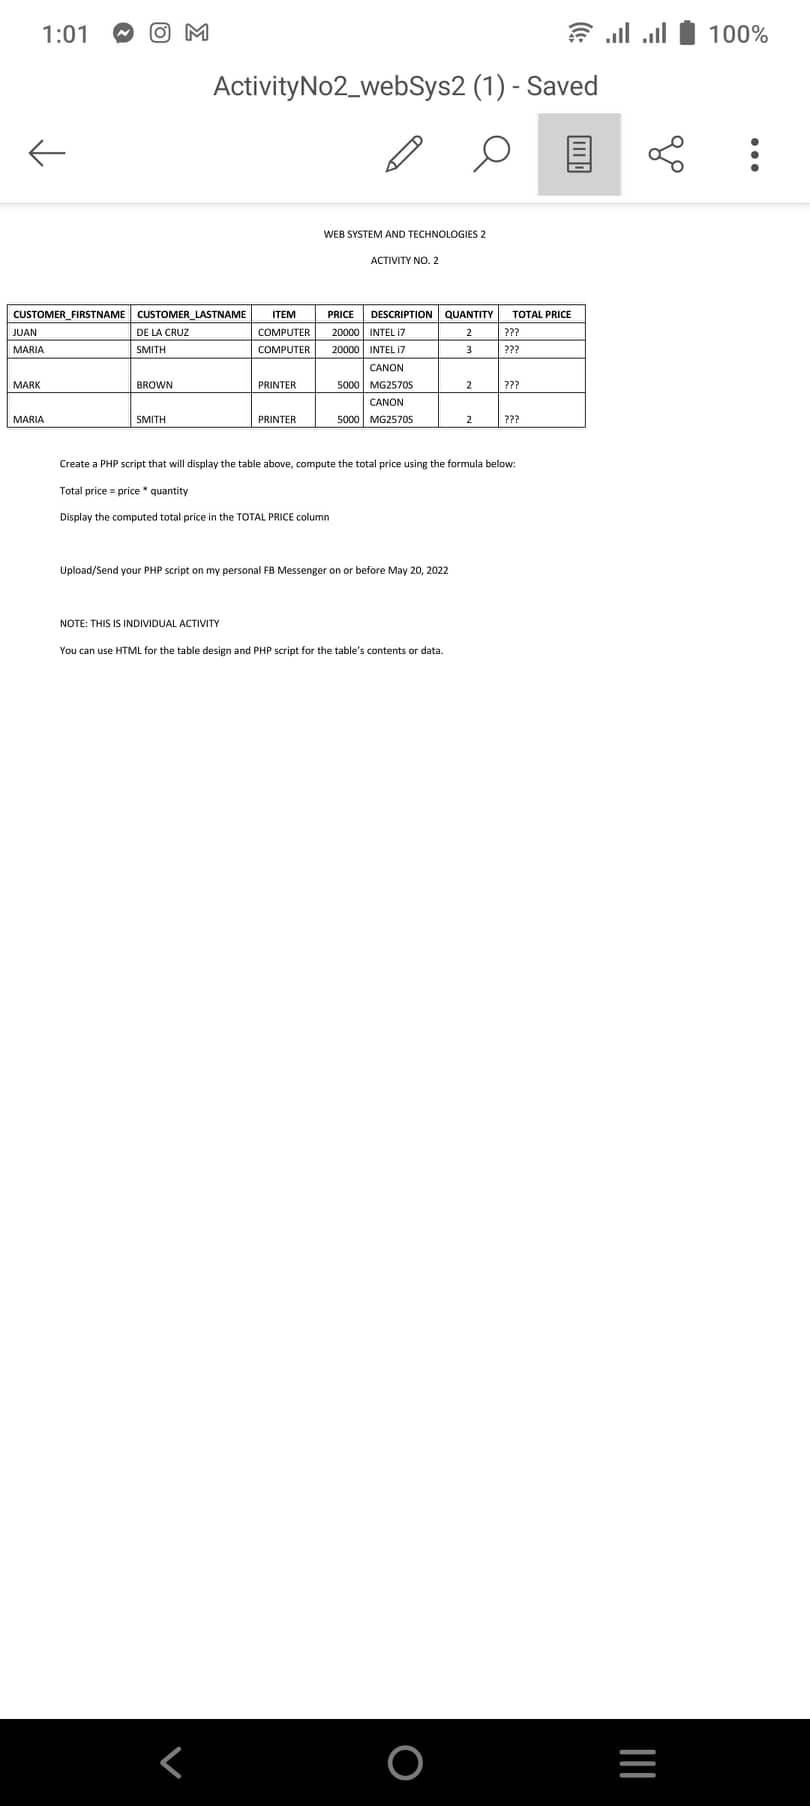 1:01 100%
ActivityNo2_webSys2 (1) - Saved
WEB SYSTEM AND TECHNOLOGIES 2
ACTIVITY NO. 2
CUSTOMER_FIRSTNAME CUSTOMER_LASTNAME ITEM PRICE DESCRIPTION QUANTITY TOTAL PRICE
JUAN DE LA CRUZ COMPUTER 20000 INTEL i7 2 ???
MARIA SMITH COMPUTER 20000 INTEL i7 3 ???
CANON
MARK BROWN PRINTER 5000 MG2570S 2 ???
CANON
MARIA SMITH PRINTER 5000 MG2570S 2 ???
Create a PHP script that will display the table above, compute the total price using the formula below:
Total price = price * quantity
Display the computed total price in the TOTAL PRICE column
Upload/Send your PHP script on my personal FB Messenger on or before May 20, 2022
NOTE: THIS IS INDIVIDUAL ACTIVITY
You can use HTML for the table design and PHP script for the table's contents or data.